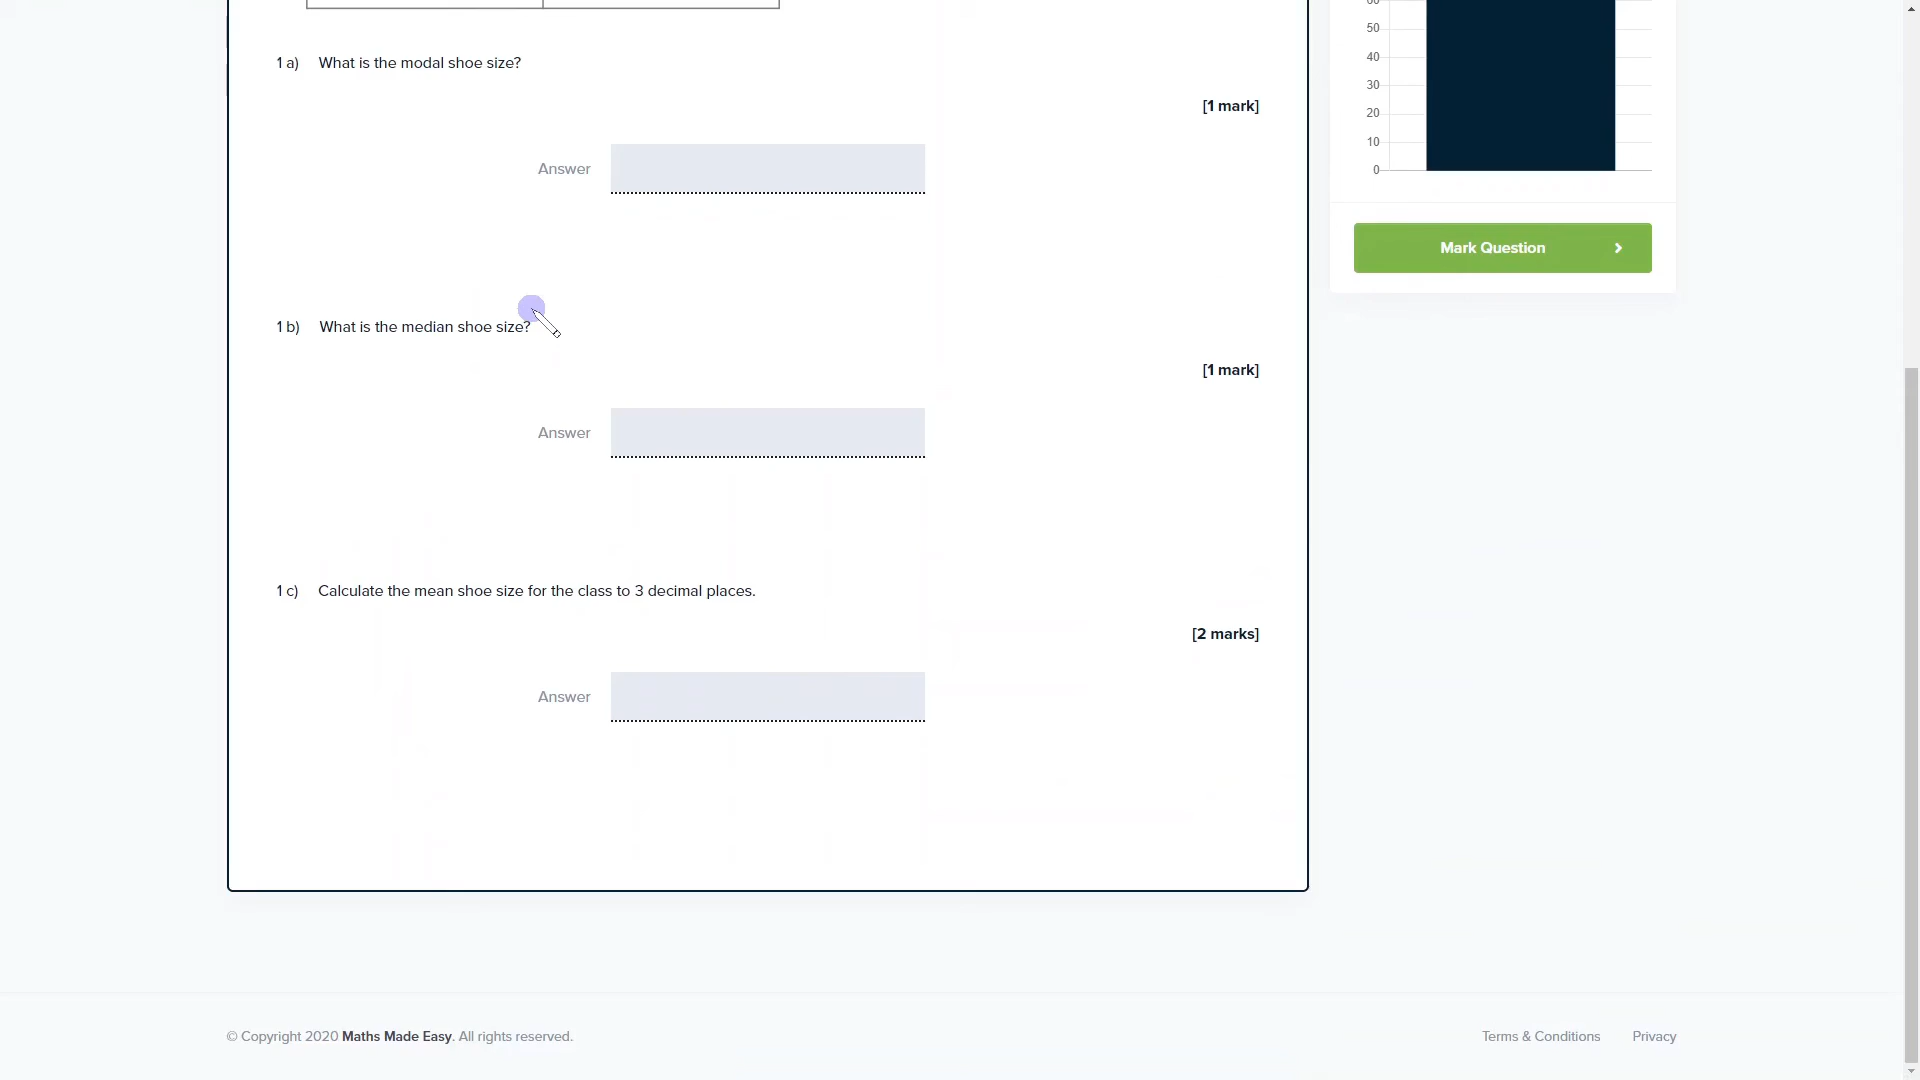 1 a) What is the modal shoe size?
[1 mark]
Answer
1 b) What is the median shoe size?
[1 mark]
Answer
1 c) Calculate the mean shoe size for the class to 3 decimal places.
[2 marks]
Answer
60
50
40
30
20
10
0
Mark Question
© Copyright 2020 Maths Made Easy. All rights reserved.
Terms & Conditions
Privacy